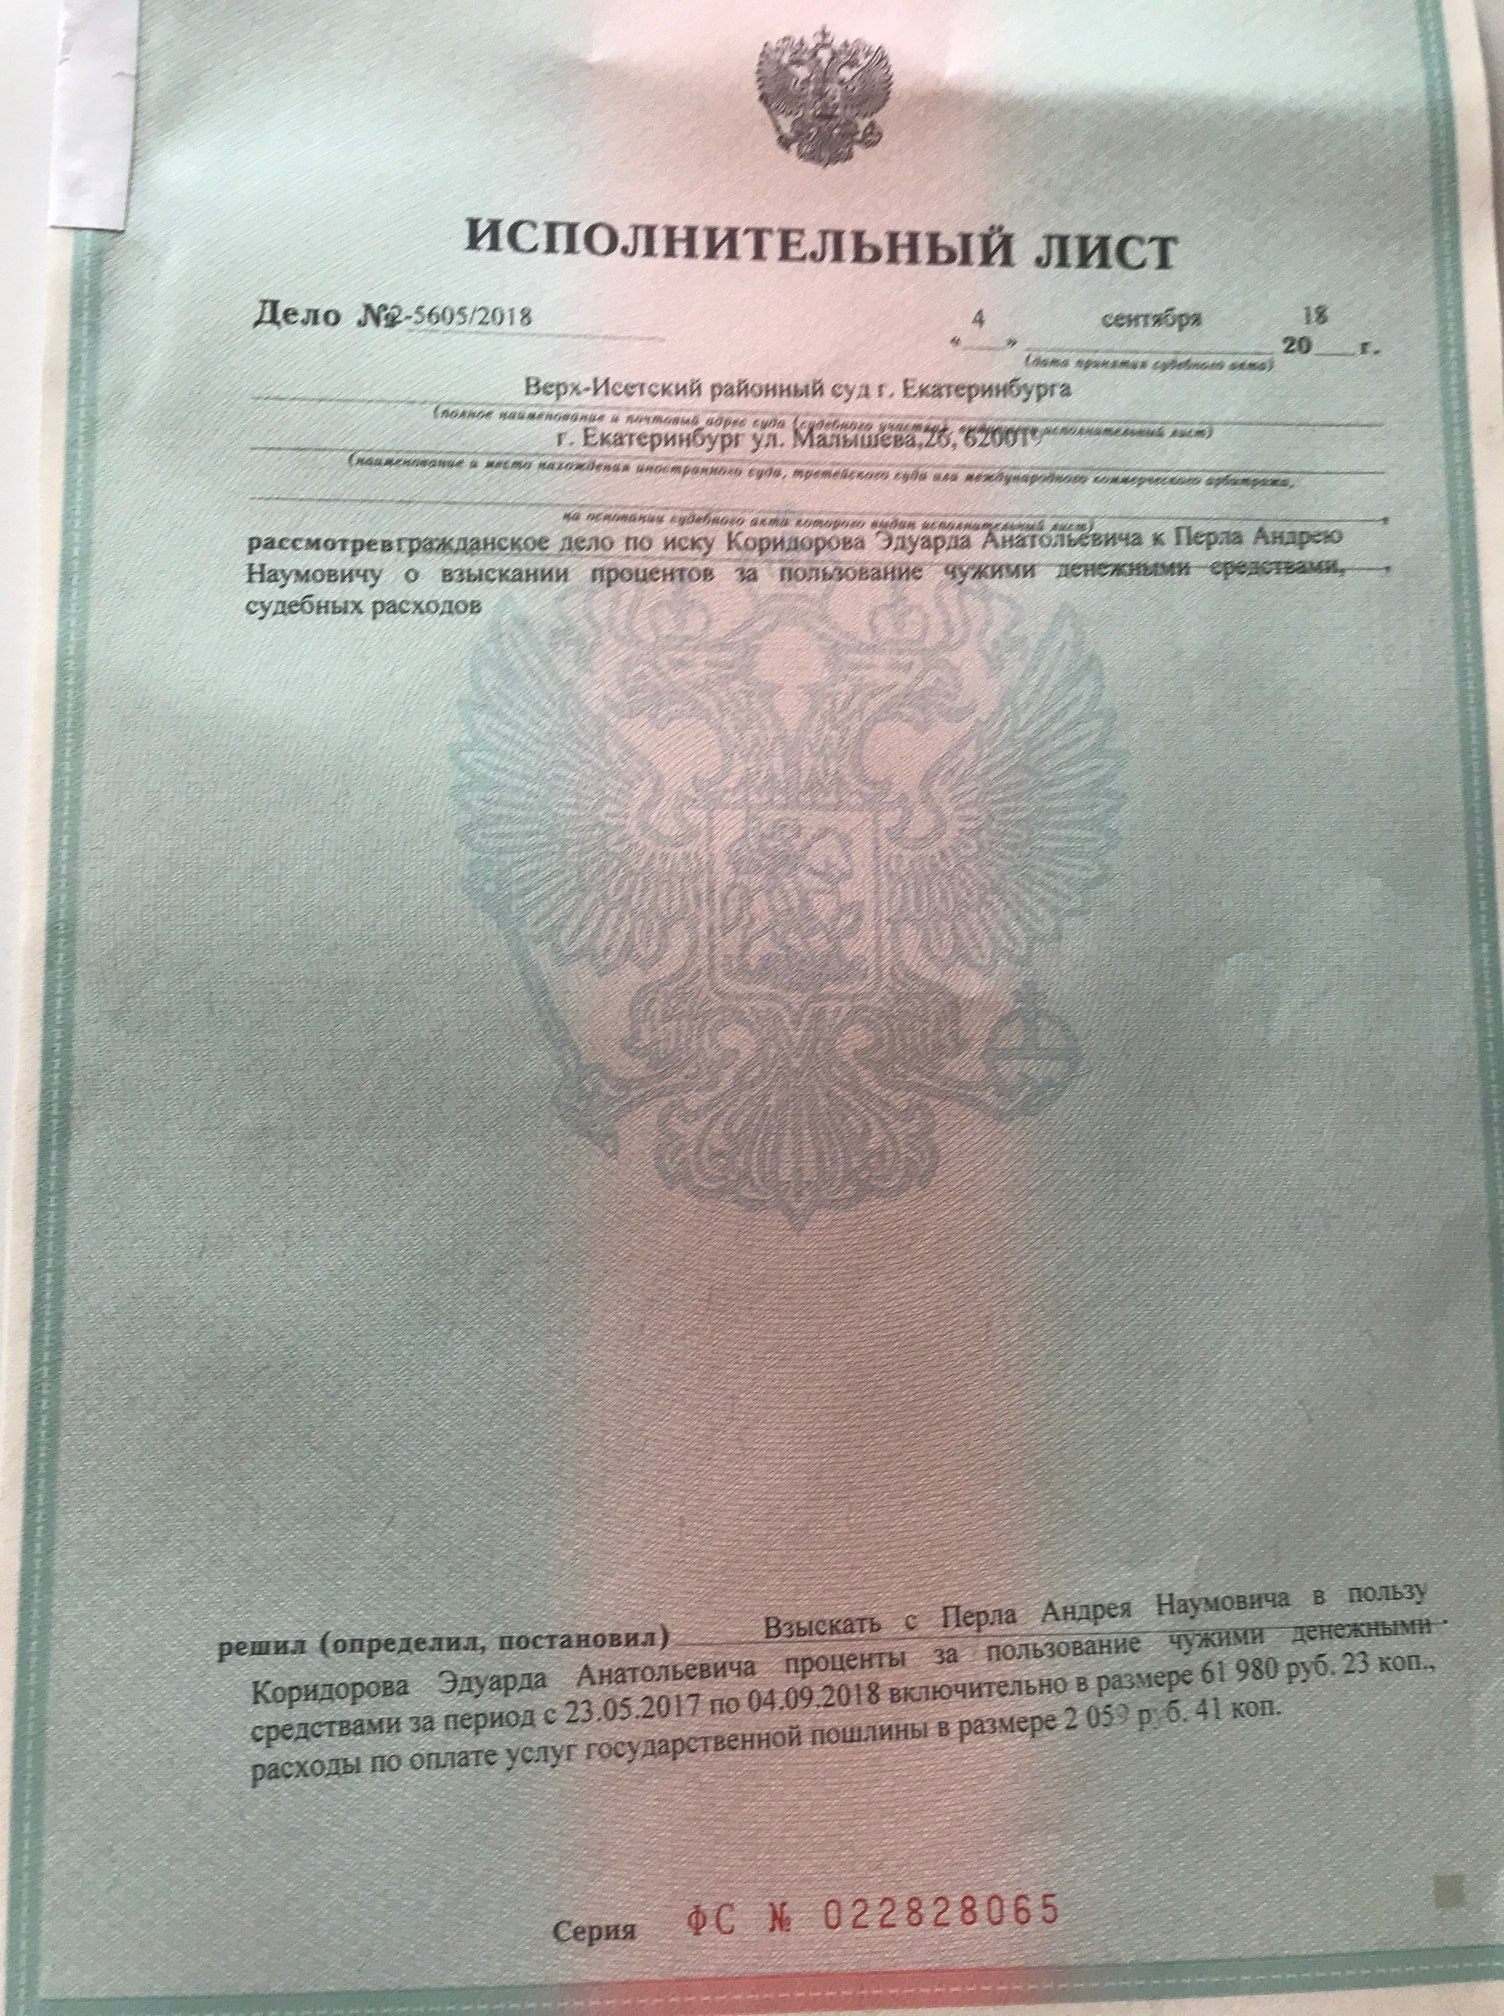 ИСПОЛНИТЕЛЬНЫЙ ЛИСТ
Дело №2-5605/2018 « 4 » сентября 20 18 г.
(дата принятия судебного акта)
Верх-Исетский районный суд г. Екатеринбурга
(полное наименование и почтовый адрес суда (судебного участка), выдавшего исполнительный лист)
г. Екатеринбург ул. Малышева,2б, 620019
(наименование и место нахождения иностранного суда, третейского суда или международного коммерческого арбитража,
на основании судебного акта которого выдан исполнительный лист)
рассмотрев гражданское дело по иску Коридорова Эдуарда Анатольевича к Перла Андрею
Наумовичу о взыскании процентов за пользование чужими денежными средствами,
судебных расходов
решил (определил, постановил) Взыскать с Перла Андрея Наумовича в пользу
Коридорова Эдуарда Анатольевича проценты за пользование чужими денежными
средствами за период с 23.05.2017 по 04.09.2018 включительно в размере 61 980 руб. 23 коп.,
расходы по оплате услуг государственной пошлины в размере 2 059 руб. 41 коп.
Серия ФС № 022828065